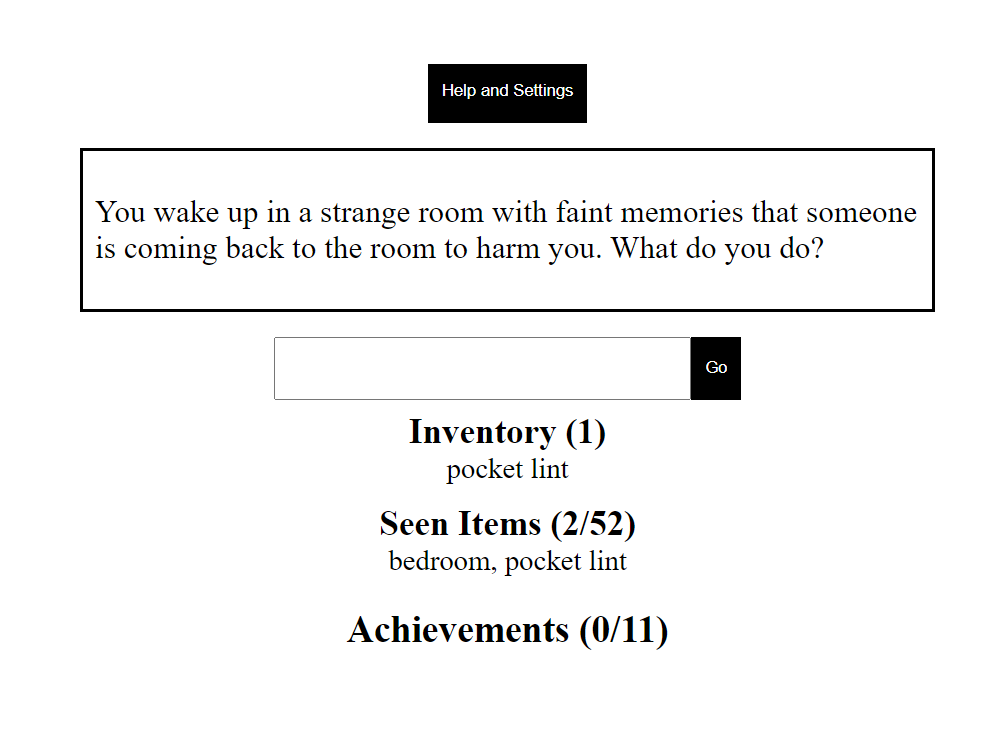 Help and Settings
You wake up in a strange room with faint memories that someone
is coming back to the room to harm you. What do you do?
Go
Inventory (1)
pocket lint
Seen Items (2/52)
bedroom, pocket lint
Achievements (0/11)